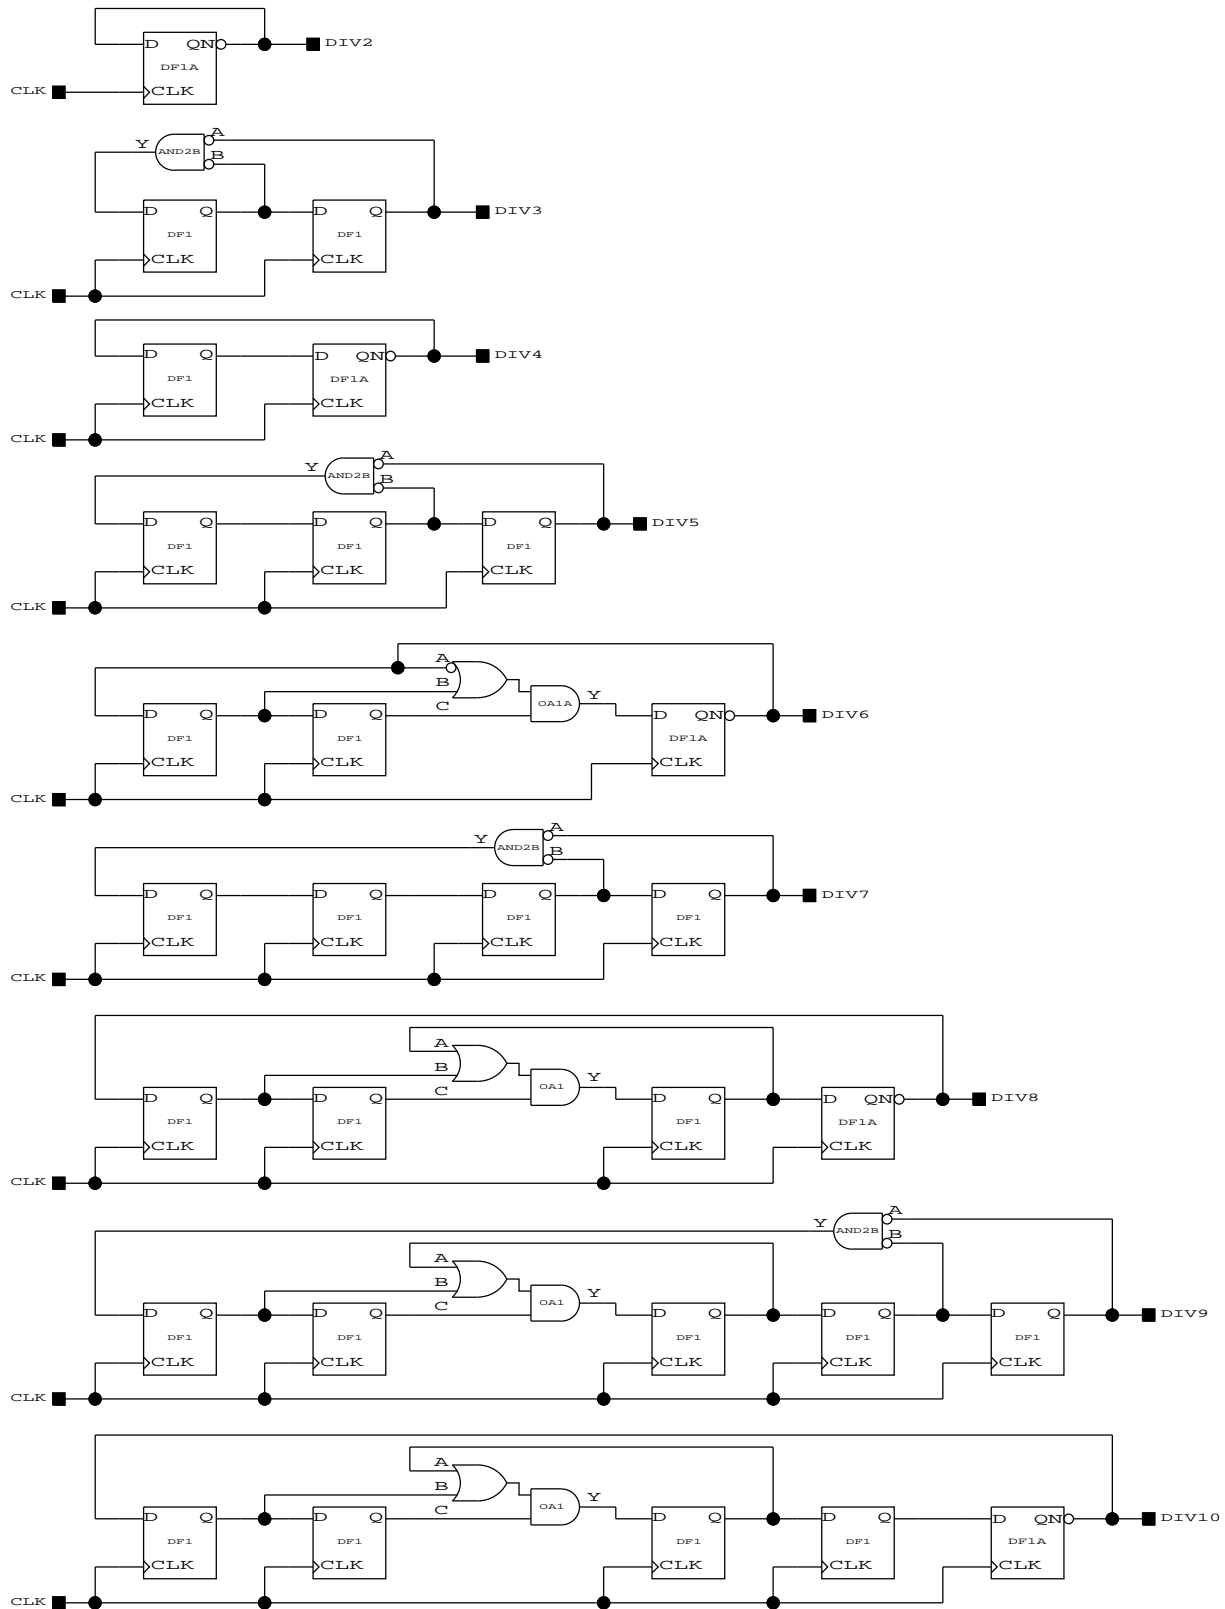 D QN DIV2
DF1A
CLK CLK
A
Y AND2B
B
D Q D Q DIV3
DF1 DF1
CLK CLK
CLK
D Q D QN DIV4
DF1 DF1A
CLK CLK
CLK
A
Y AND2B
B
D Q D Q D Q DIV5
DF1 DF1 DF1
CLK CLK CLK
CLK
A
B
C OA1A Y
D Q D Q D QN DIV6
DF1 DF1 DF1A
CLK CLK CLK
CLK
A
Y AND2B
B
D Q D Q D Q D Q DIV7
DF1 DF1 DF1 DF1
CLK CLK CLK CLK
CLK
A
B
C OA1 Y
D Q D Q D Q D QN DIV8
DF1 DF1 DF1 DF1A
CLK CLK CLK CLK
CLK
A
Y AND2B
B
A
B
C OA1 Y
D Q D Q D Q D Q D Q DIV9
DF1 DF1 DF1 DF1 DF1
CLK CLK CLK CLK CLK
CLK
A
B
C OA1 Y
D Q D Q D Q D Q D QN DIV10
DF1 DF1 DF1 DF1 DF1A
CLK CLK CLK CLK CLK
CLK